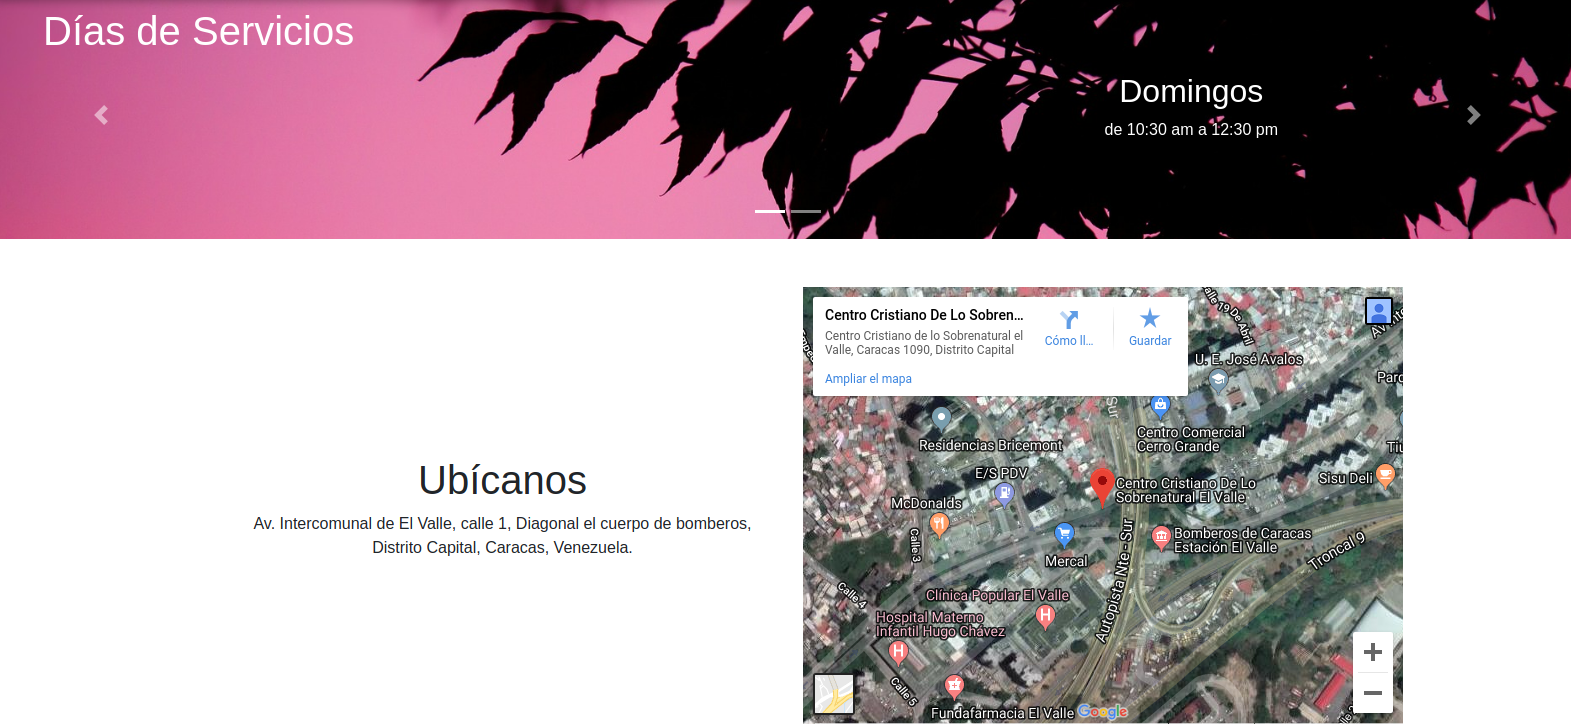 Días de Servicios
Domingos
de 10:30 am a 12:30 pm
Ubícanos
Av. Intercomunal de El Valle, calle 1, Diagonal el cuerpo de bomberos,
Distrito Capital, Caracas, Venezuela.
Centro Cristiano De Lo Sobren...
Centro Cristiano de lo Sobrenatural el
Valle, Caracas 1090, Distrito Capital
Ampliar el mapa
Cómo ll...
Guardar
Calle 19 De Abril
U. E. José Avalos
Sur
Centro Comercial
Cerro Grande
Residencias Bricemont
E/S PDV
Sisu Deli
Centro Cristiano De Lo
Sobrenatural El Valle
McDonalds
Calle 3
Mercal
Bomberos de Caracas
Estación El Valle
Troncal 9
Autopista Nte - Sur
Calle 4
Clínica Popular El Valle
Hospital Materno
Infantil Hugo Chávez
Calle 5
Fundafarmacia El Valle
Google